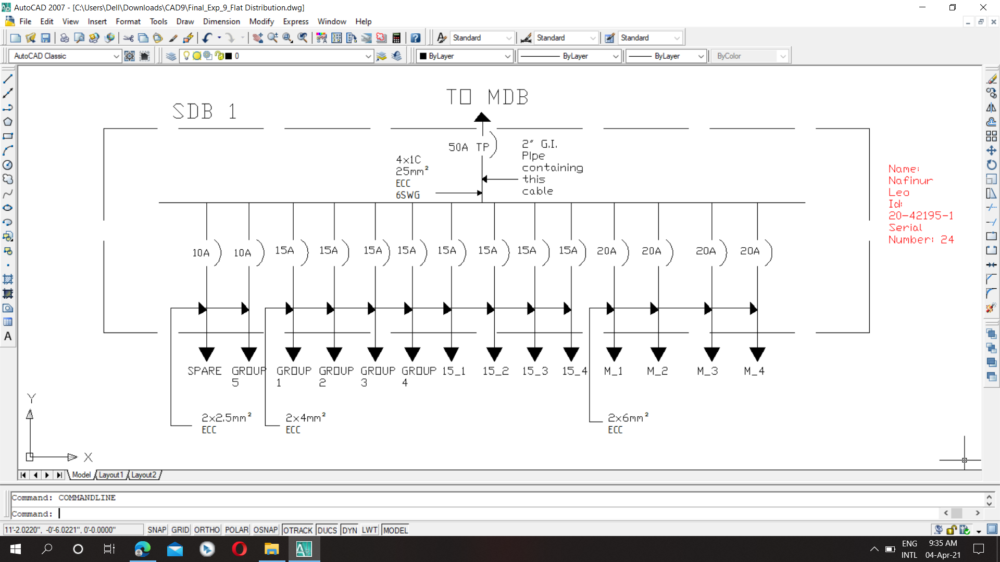 AutoCAD 2007 - [C:\Users\Dell\Downloads\CAD9\Final_Exp_9_Flat Distribution.dwg]
File Edit View Insert Format Tools Draw Dimension Modify Express Window Help
Standard Standard Standard
AutoCAD Classic 0 ByLayer ByLayer ByLayer ByColor
TO MDB
SDB 1
50A TP
2" G.I.
PIpe
containing
this
cable
4x1C
25mm²
ECC
6SWG
Name:
Nafinur
Leo
Id:
20-42195-1
Serial
Number: 24
10A 10A 15A 15A 15A 15A 15A 15A 15A 15A 20A 20A 20A 20A
SPARE GROUP 5 GROUP 1 GROUP 2 GROUP 3 GROUP 4 15_1 15_2 15_3 15_4 M_1 M_2 M_3 M_4
2x2.5mm²
ECC
2x4mm²
ECC
2x6mm²
ECC
Y
X
Model Layout1 Layout2
Command: COMMANDLINE
Command:
11'-2.0220", -0'-6.0221", 0'-0.0000" SNAP GRID ORTHO POLAR OSNAP OTRACK DUCS DYN LWT MODEL
ENG
INTL
9:35 AM
04-Apr-21